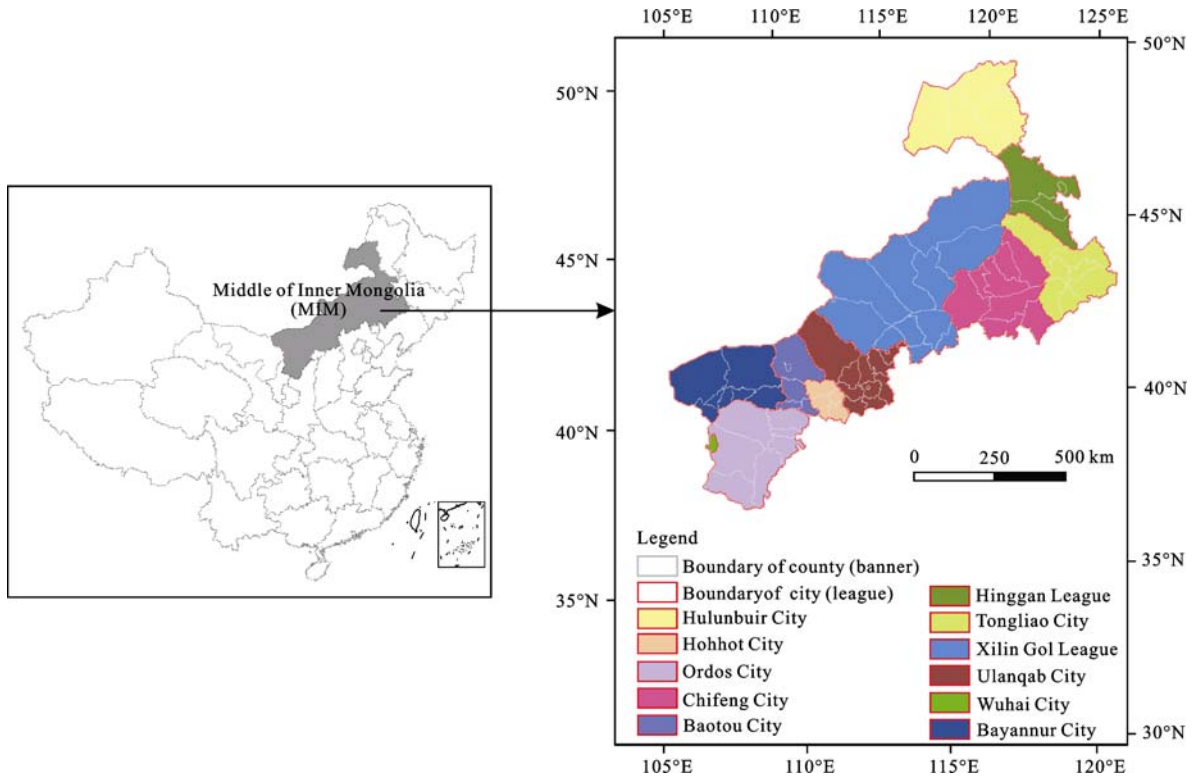 105°E 110°E 115°E 120°E 125°E
50°N
50°N
45°N
45°N
Middle of Inner Mongolia
(MIM)
40°N
40°N
0 250 500 km
Legend
Boundary of county (banner)
Boundaryof city (league)
Hulunbuir City
Hohhot City
Ordos City
Chifeng City
Baotou City
Hinggan League
Tongliao City
Xilin Gol League
Ulanqab City
Wuhai City
Bayannur City
35°N
35°N
30°N
105°E 110°E 115°E 120°E